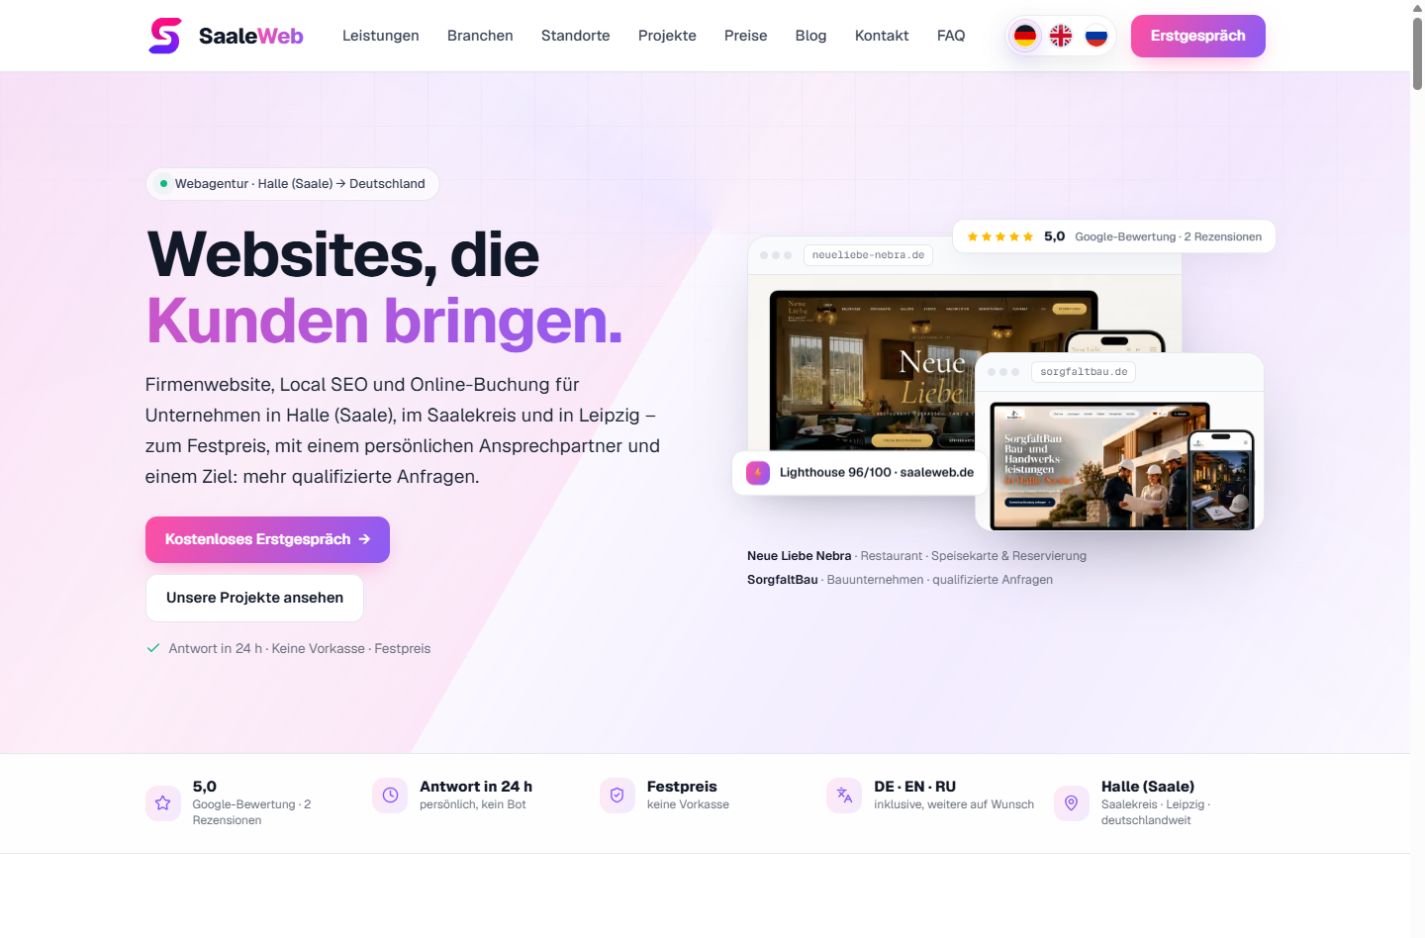 SaaleWeb
Leistungen
Branchen
Standorte
Projekte
Preise
Blog
Kontakt
FAQ
Erstgespräch
Webagentur · Halle (Saale) → Deutschland
Websites, die
Kunden bringen.
Firmenwebsite, Local SEO und Online-Buchung für
Unternehmen in Halle (Saale), im Saalekreis und in Leipzig –
zum Festpreis, mit einem persönlichen Ansprechpartner und
einem Ziel: mehr qualifizierte Anfragen.
Kostenloses Erstgespräch →
Unsere Projekte ansehen
Antwort in 24 h · Keine Vorkasse · Festpreis
5,0 Google-Bewertung · 2 Rezensionen
neueliebe-nebra.de
Neue
Liebe
sorgfaltbau.de
SorgfaltBau
Bau- und
Handwerks-
leistungen
Lighthouse 96/100 · saaleweb.de
Neue Liebe Nebra · Restaurant · Speisekarte & Reservierung
SorgfaltBau · Bauunternehmen · qualifizierte Anfragen
5,0
Google-Bewertung · 2
Rezensionen
Antwort in 24 h
persönlich, kein Bot
Festpreis
keine Vorkasse
DE · EN · RU
inklusive, weitere auf Wunsch
Halle (Saale)
Saalekreis · Leipzig ·
deutschlandweit